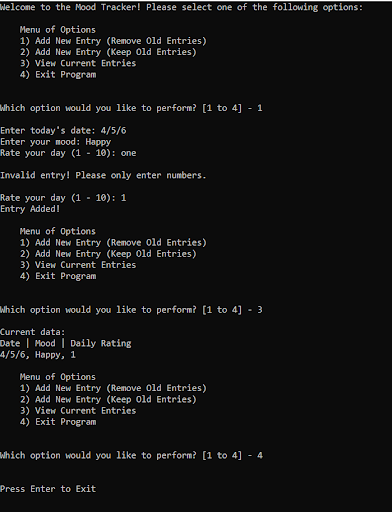 Welcome to the Mood Tracker! Please select one of the following options:
Menu of Options
1) Add New Entry (Remove Old Entries)
2) Add New Entry (Keep Old Entries)
3) View Current Entries
4) Exit Program
Which option would you like to perform? [1 to 4] - 1
Enter today's date: 4/5/6
Enter your mood: Happy
Rate your day (1 - 10): one
Invalid entry! Please only enter numbers.
Rate your day (1 - 10): 1
Entry Added!
Menu of Options
1) Add New Entry (Remove Old Entries)
2) Add New Entry (Keep Old Entries)
3) View Current Entries
4) Exit Program
Which option would you like to perform? [1 to 4] - 3
Current data:
Date | Mood | Daily Rating
4/5/6, Happy, 1
Menu of Options
1) Add New Entry (Remove Old Entries)
2) Add New Entry (Keep Old Entries)
3) View Current Entries
4) Exit Program
Which option would you like to perform? [1 to 4] - 4
Press Enter to Exit